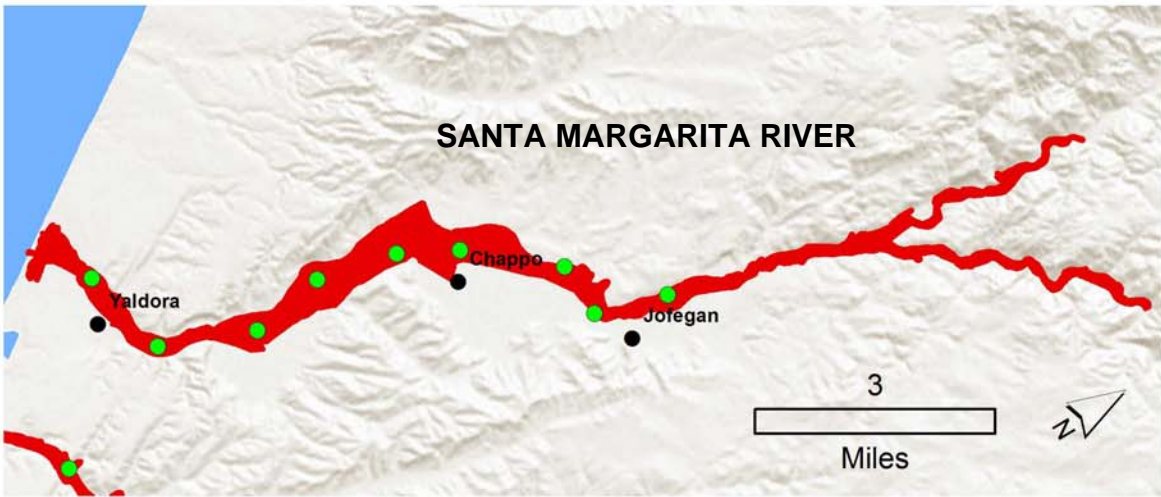 SANTA MARGARITA RIVER
Chappo
Yaldora
Jofegan
3
Miles
N